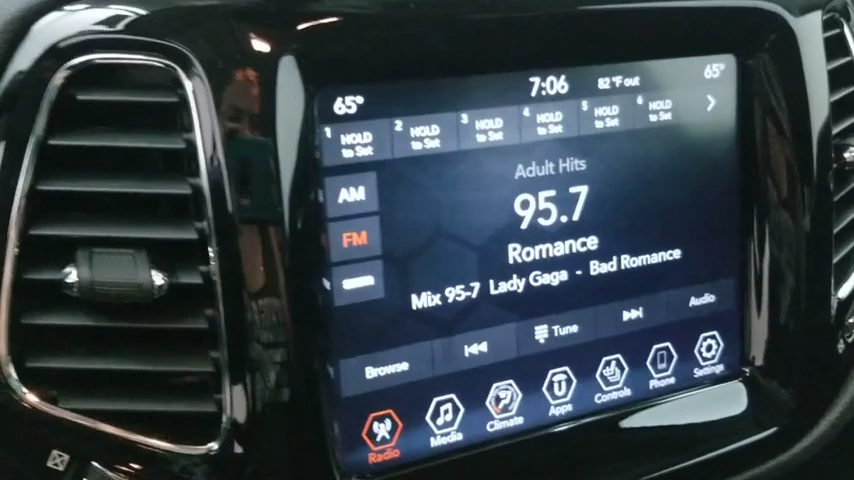 65° 7:06 82 °F out 65°
1 HOLD to Set 2 HOLD to Set 3 HOLD to Set 4 HOLD to Set 5 HOLD to Set 6 HOLD to Set
Adult Hits
AM
95.7
FM
Romance
Mix 95-7 Lady Gaga - Bad Romance
Browse Tune Audio
Radio Media Climate Apps Controls Phone Settings